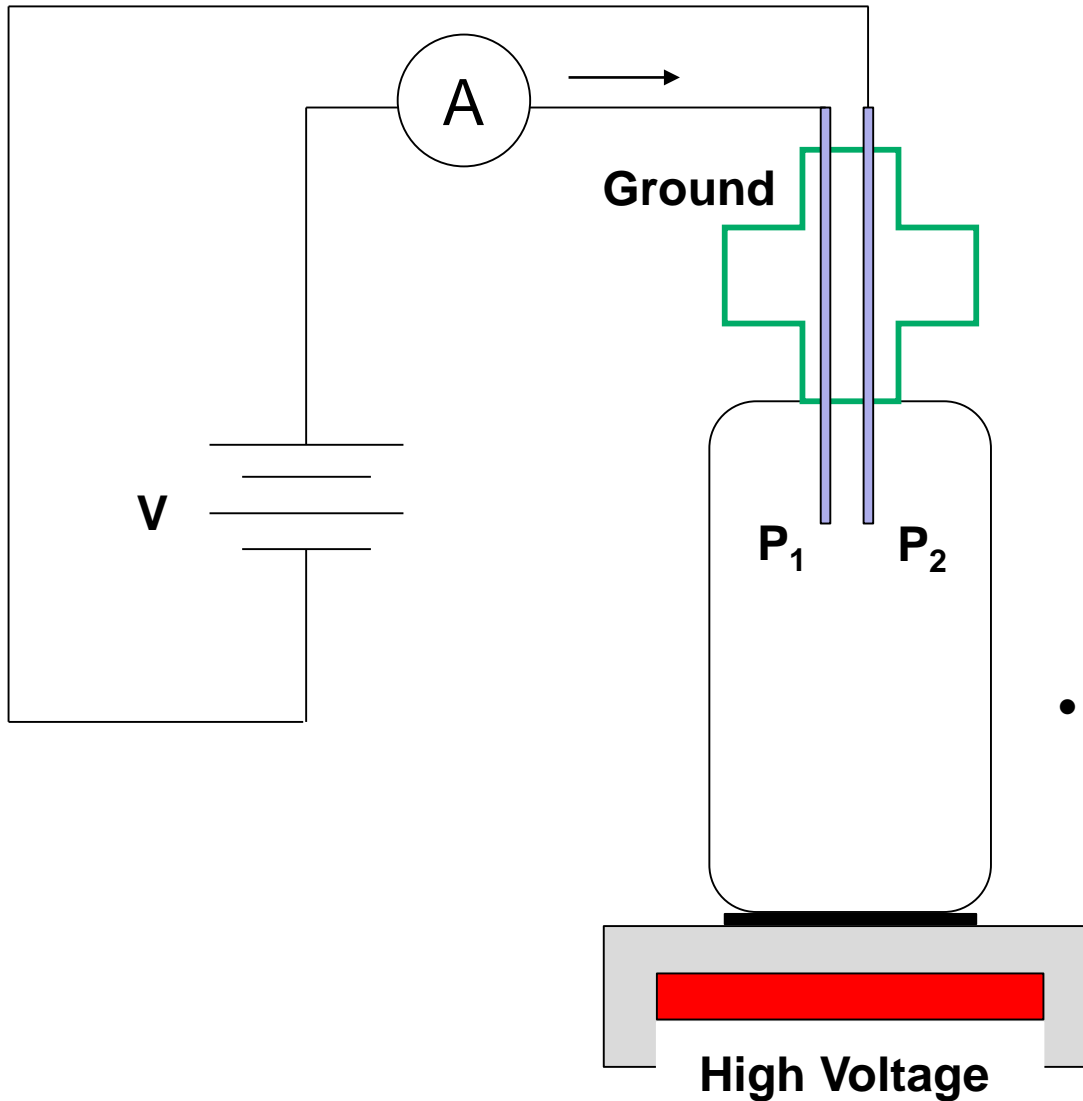 A
Ground
V
P₁ P₂
•
High Voltage